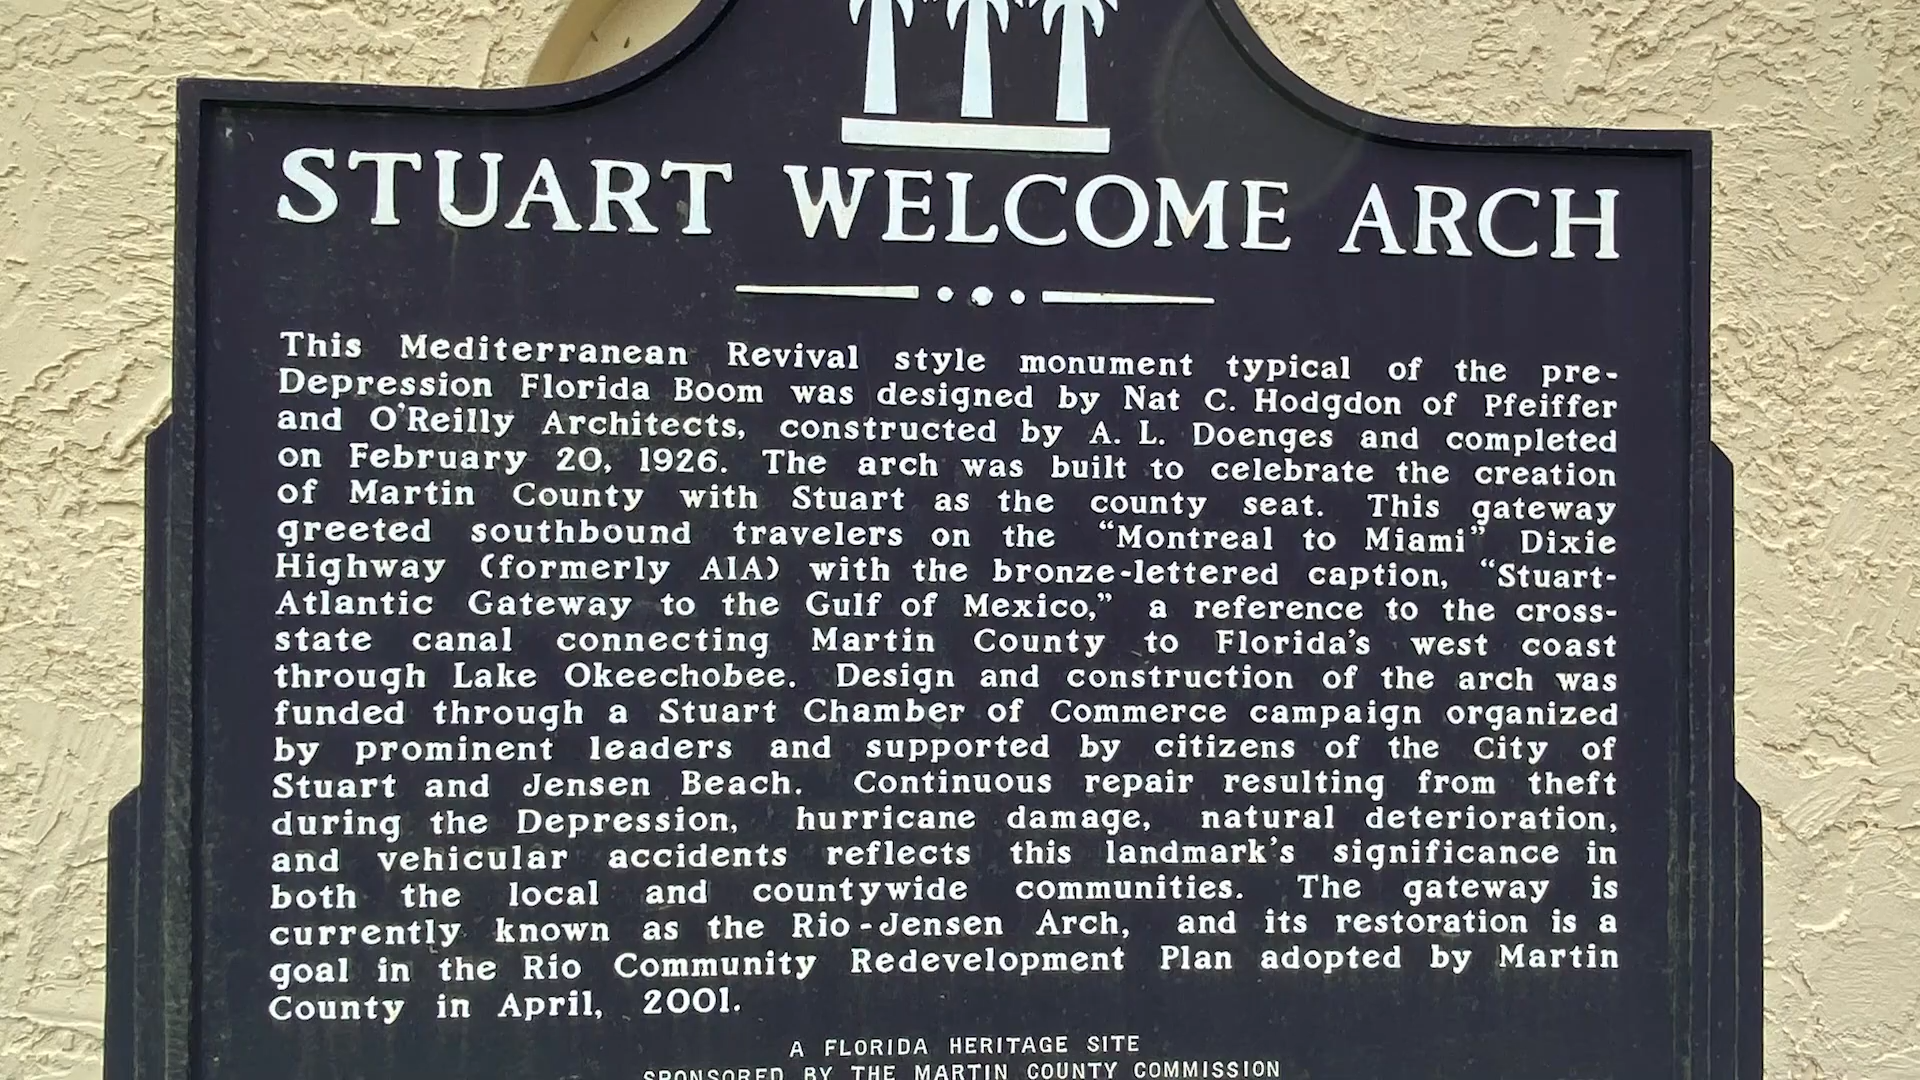 STUART WELCOME ARCH
This Mediterranean Revival style monument typical of the pre-
Depression Florida Boom was designed by Nat C. Hodgdon of Pfeiffer
and O'Reilly Architects, constructed by A. L. Doenges and completed
on February 20, 1926. The arch was built to celebrate the creation
of Martin County with Stuart as the county seat. This gateway
greeted southbound travelers on the “Montreal to Miami” Dixie
Highway (formerly A1A) with the bronze-lettered caption, “Stuart-
Atlantic Gateway to the Gulf of Mexico,” a reference to the cross-
state canal connecting Martin County to Florida's west coast
through Lake Okeechobee. Design and construction of the arch was
funded through a Stuart Chamber of Commerce campaign organized
by prominent leaders and supported by citizens of the City of
Stuart and Jensen Beach. Continuous repair resulting from theft
during the Depression, hurricane damage, natural deterioration,
and vehicular accidents reflects this landmark's significance in
both the local and countywide communities. The gateway is
currently known as the Rio-Jensen Arch, and its restoration is a
goal in the Rio Community Redevelopment Plan adopted by Martin
County in April, 2001.
A FLORIDA HERITAGE SITE
SPONSORED BY THE MARTIN COUNTY COMMISSION